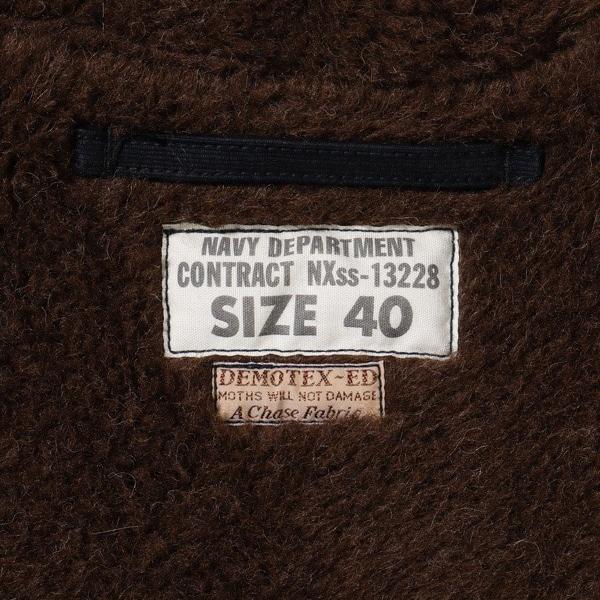 NAVY DEPARTMENT
CONTRACT NXss-13228
SIZE 40
DEMOTEX-ED
MOTHS WILL NOT DAMAGE
A Chase Fabric